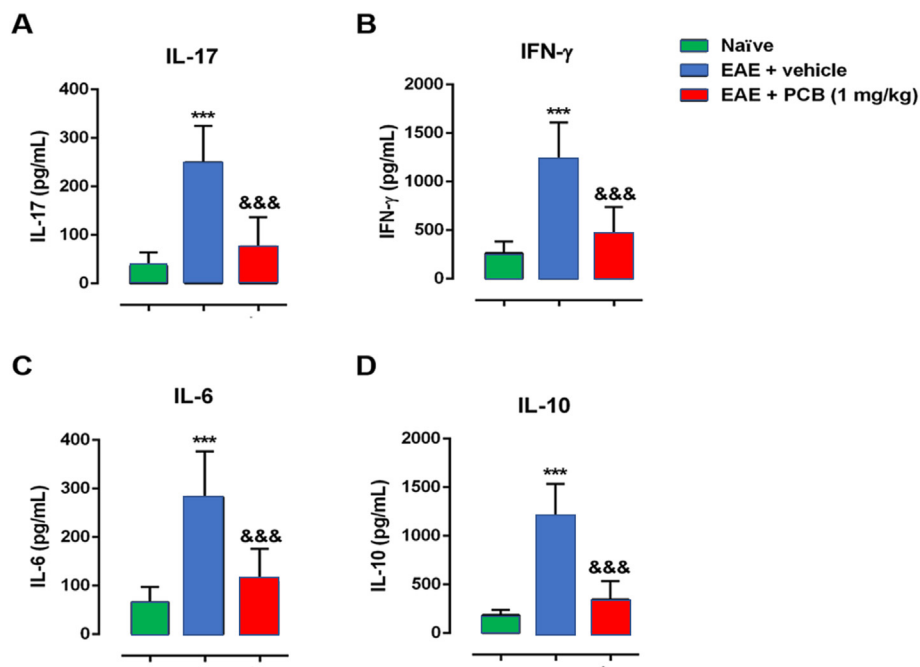 A
IL-17
IL-17 (pg/mL)
400
300
200
100
0
***
&&&
B
IFN-γ
IFN-γ (pg/mL)
2000
1500
1000
500
0
***
&&&
Naïve
EAE + vehicle
EAE + PCB (1 mg/kg)
C
IL-6
IL-6 (pg/mL)
400
300
200
100
0
***
&&&
D
IL-10
IL-10 (pg/mL)
2000
1500
1000
500
0
***
&&&